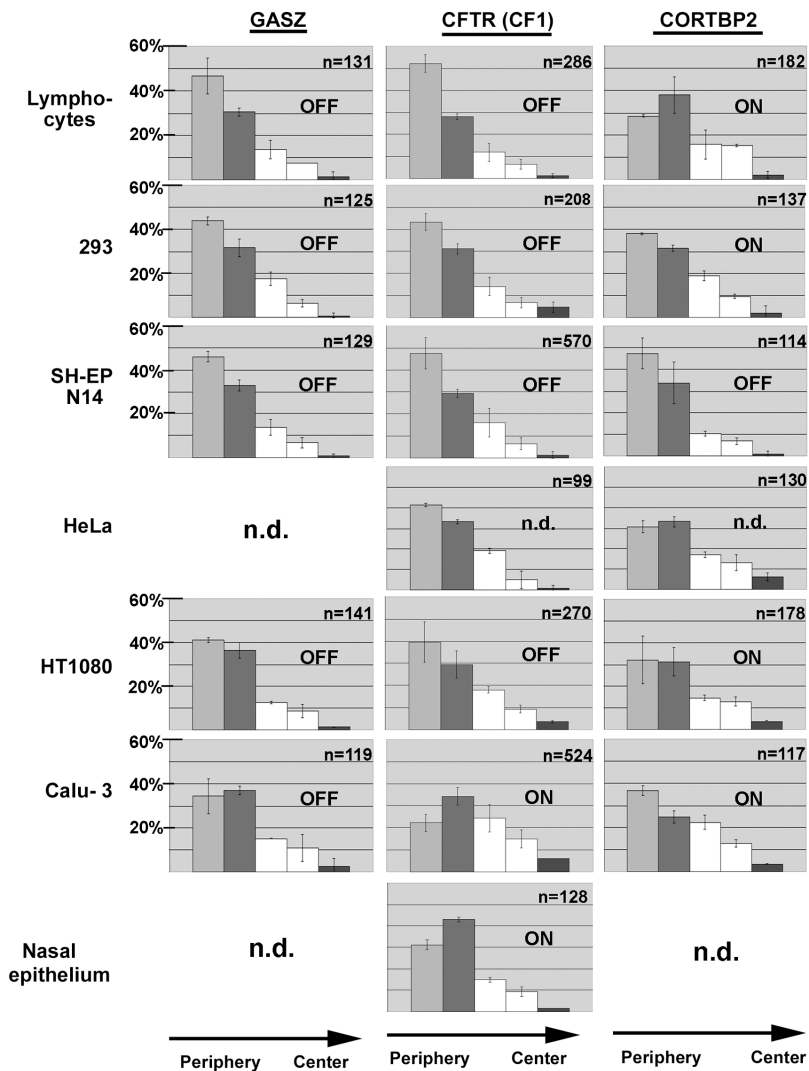 GASZ CFTR (CF1) CORTBP2
60% n=131 n=286 n=182
40%
Lympho- OFF OFF ON
cytes
20%
60% n=125 n=208 n=137
40%
293 OFF OFF ON
20%
60% n=129 n=570 n=114
40%
SH-EP OFF OFF OFF
N14
20%
n=99 n=130
HeLa n.d. n.d. n.d.
60% n=141 n=270 n=178
40%
HT1080 OFF OFF ON
20%
60% n=119 n=524 n=117
40%
Calu- 3 OFF ON ON
20%
n=128
Nasal n.d. ON n.d.
epithelium
Periphery Center Periphery Center Periphery Center